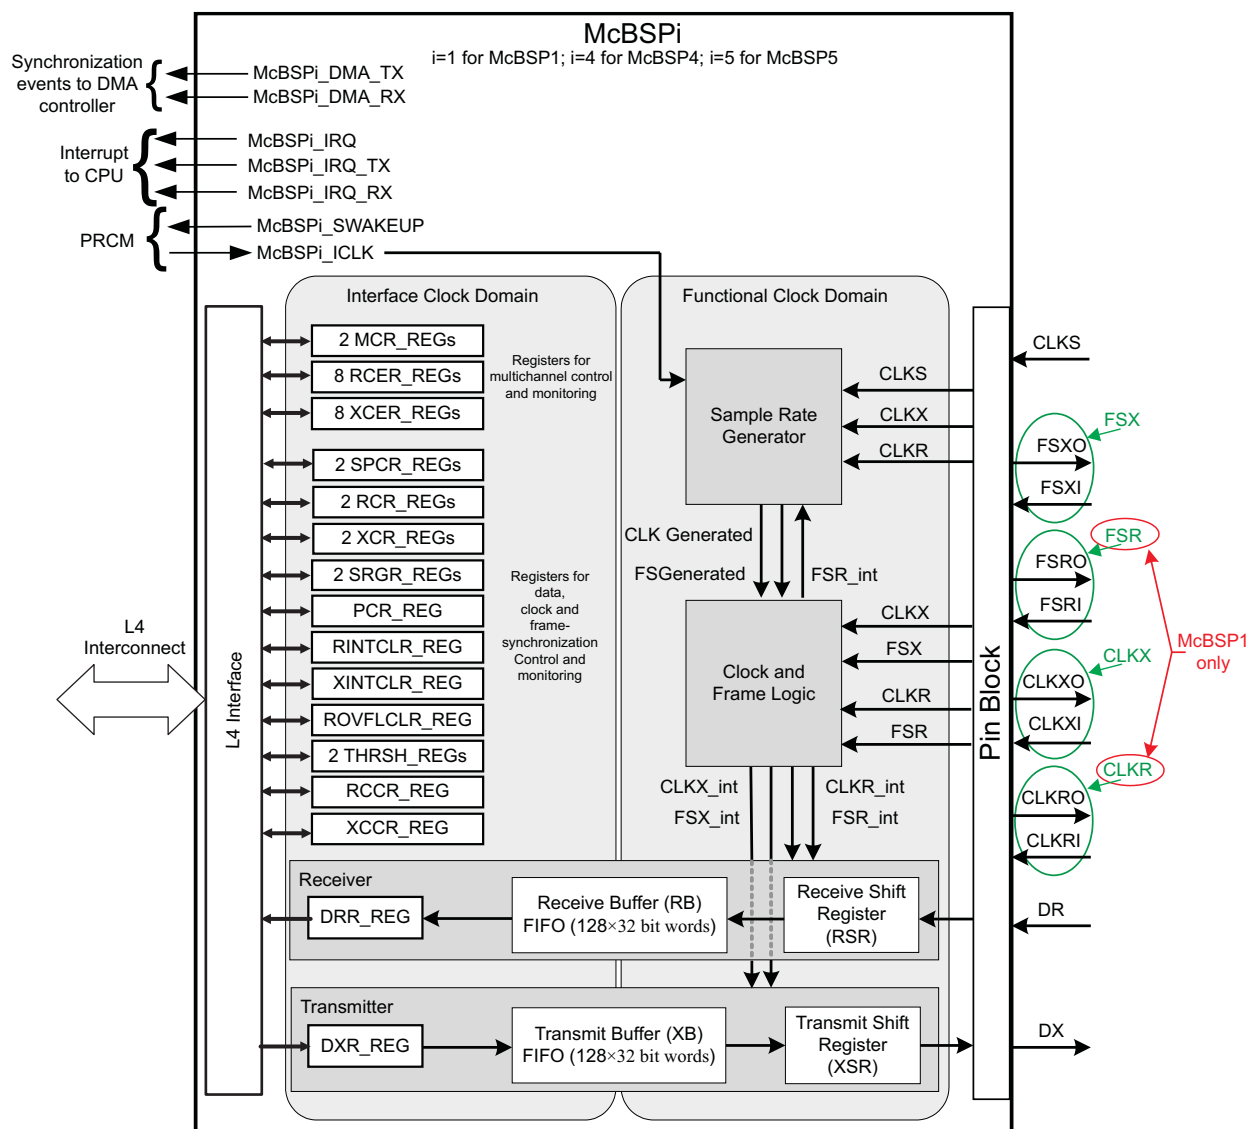 McBSPi
i=1 for McBSP1; i=4 for McBSP4; i=5 for McBSP5
Synchronization
events to DMA
controller
McBSPi_DMA_TX
McBSPi_DMA_RX
Interrupt
to CPU
McBSPi_IRQ
McBSPi_IRQ_TX
McBSPi_IRQ_RX
PRCM
McBSPi_SWAKEUP
McBSPi_ICLK
Interface Clock Domain
Functional Clock Domain
L4
Interconnect
L4 Interface
2 MCR_REGs
8 RCER_REGs
8 XCER_REGs
Registers for
multichannel control
and monitoring
2 SPCR_REGs
2 RCR_REGs
2 XCR_REGs
2 SRGR_REGs
PCR_REG
RINTCLR_REG
XINTCLR_REG
ROVFLCLR_REG
2 THRSH_REGs
RCCR_REG
XCCR_REG
Registers for
data,
clock and
frame-
synchronization
Control and
monitoring
Sample Rate
Generator
CLKS
CLKX
CLKR
CLK Generated
FSGenerated
FSR_int
Clock and
Frame Logic
CLKX
FSX
CLKR
FSR
CLKX_int
FSX_int
CLKR_int
FSR_int
Receiver
DRR_REG
Receive Buffer (RB)
FIFO (128×32 bit words)
Receive Shift
Register
(RSR)
Transmitter
DXR_REG
Transmit Buffer (XB)
FIFO (128×32 bit words)
Transmit Shift
Register
(XSR)
Pin Block
CLKS
FSX
FSXO
FSXI
FSR
FSRO
FSRI
McBSP1
only
CLKX
CLKXO
CLKXI
CLKR
CLKRO
CLKRI
DR
DX